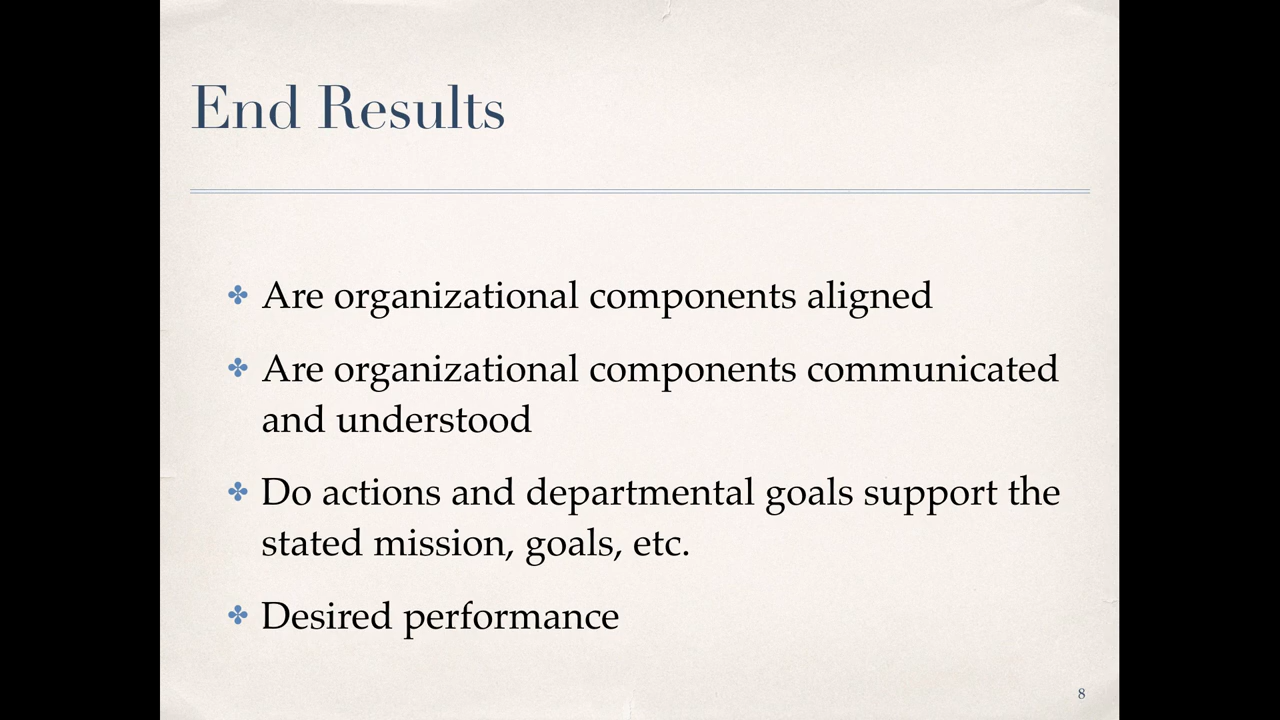 End Results
✤ Are organizational components aligned
✤ Are organizational components communicated
and understood
✤ Do actions and departmental goals support the
stated mission, goals, etc.
✤ Desired performance
8